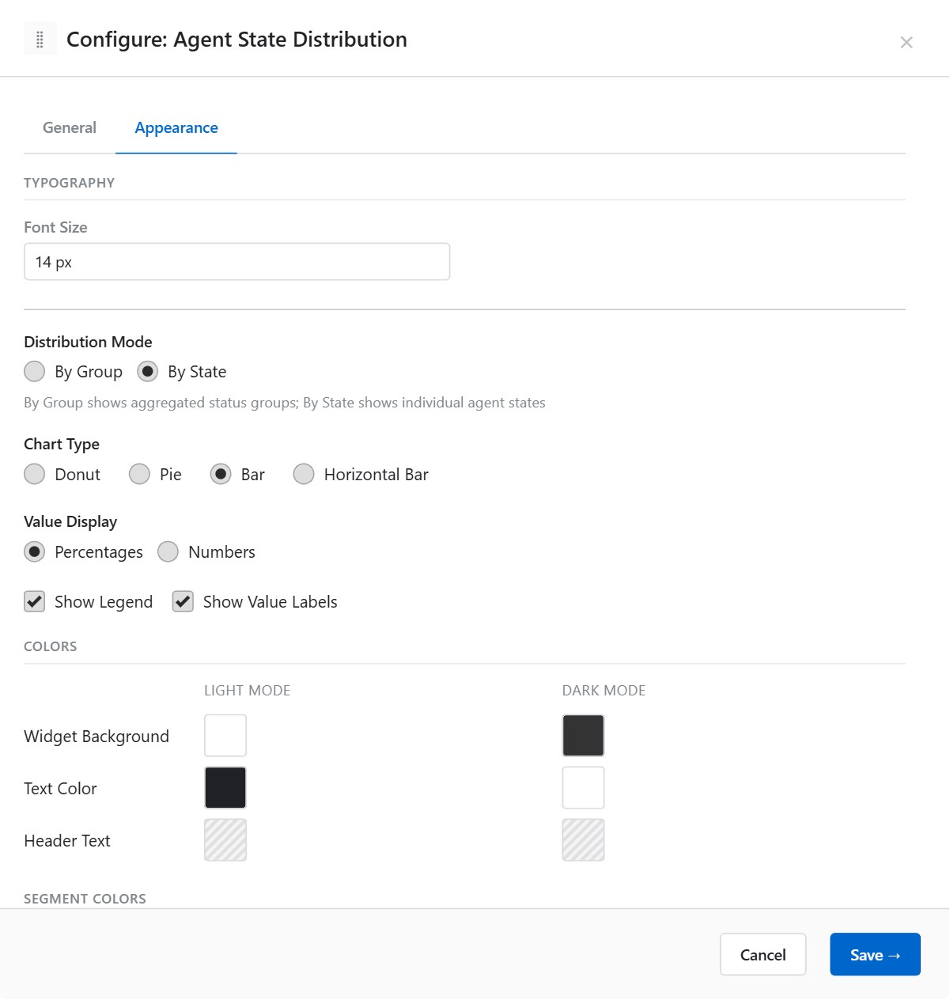 Configure: Agent State Distribution
General
Appearance
TYPOGRAPHY
Font Size
14 px
Distribution Mode
By Group
By State
By Group shows aggregated status groups; By State shows individual agent states
Chart Type
Donut
Pie
Bar
Horizontal Bar
Value Display
Percentages
Numbers
Show Legend
Show Value Labels
COLORS
LIGHT MODE
DARK MODE
Widget Background
Text Color
Header Text
SEGMENT COLORS
Cancel
Save →